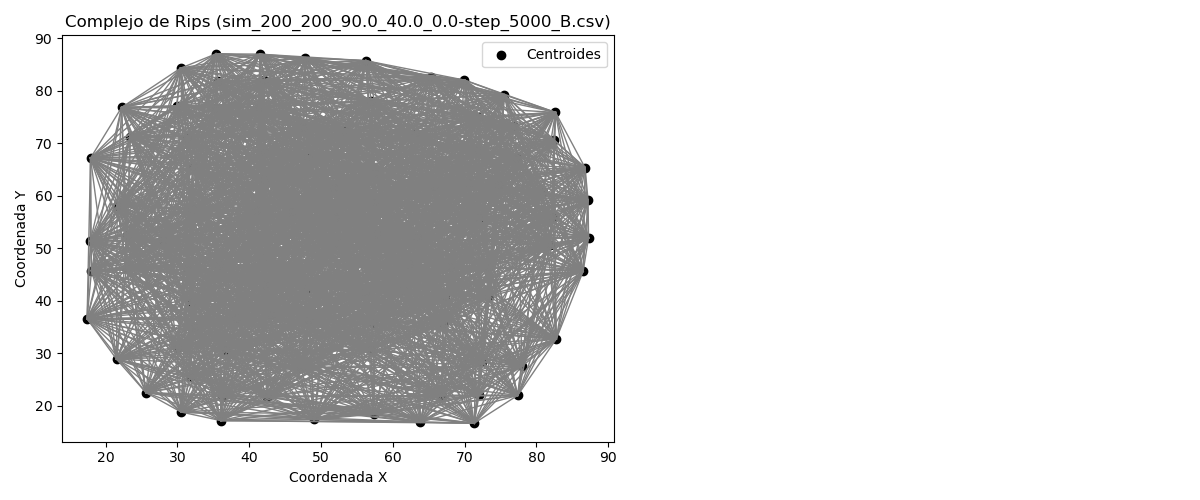 Complejo de Rips (sim_200_200_90.0_40.0_0.0-step_5000_B.csv)
Centroides
Coordenada Y
90
80
70
60
50
40
30
20
20 30 40 50 60 70 80 90
Coordenada X